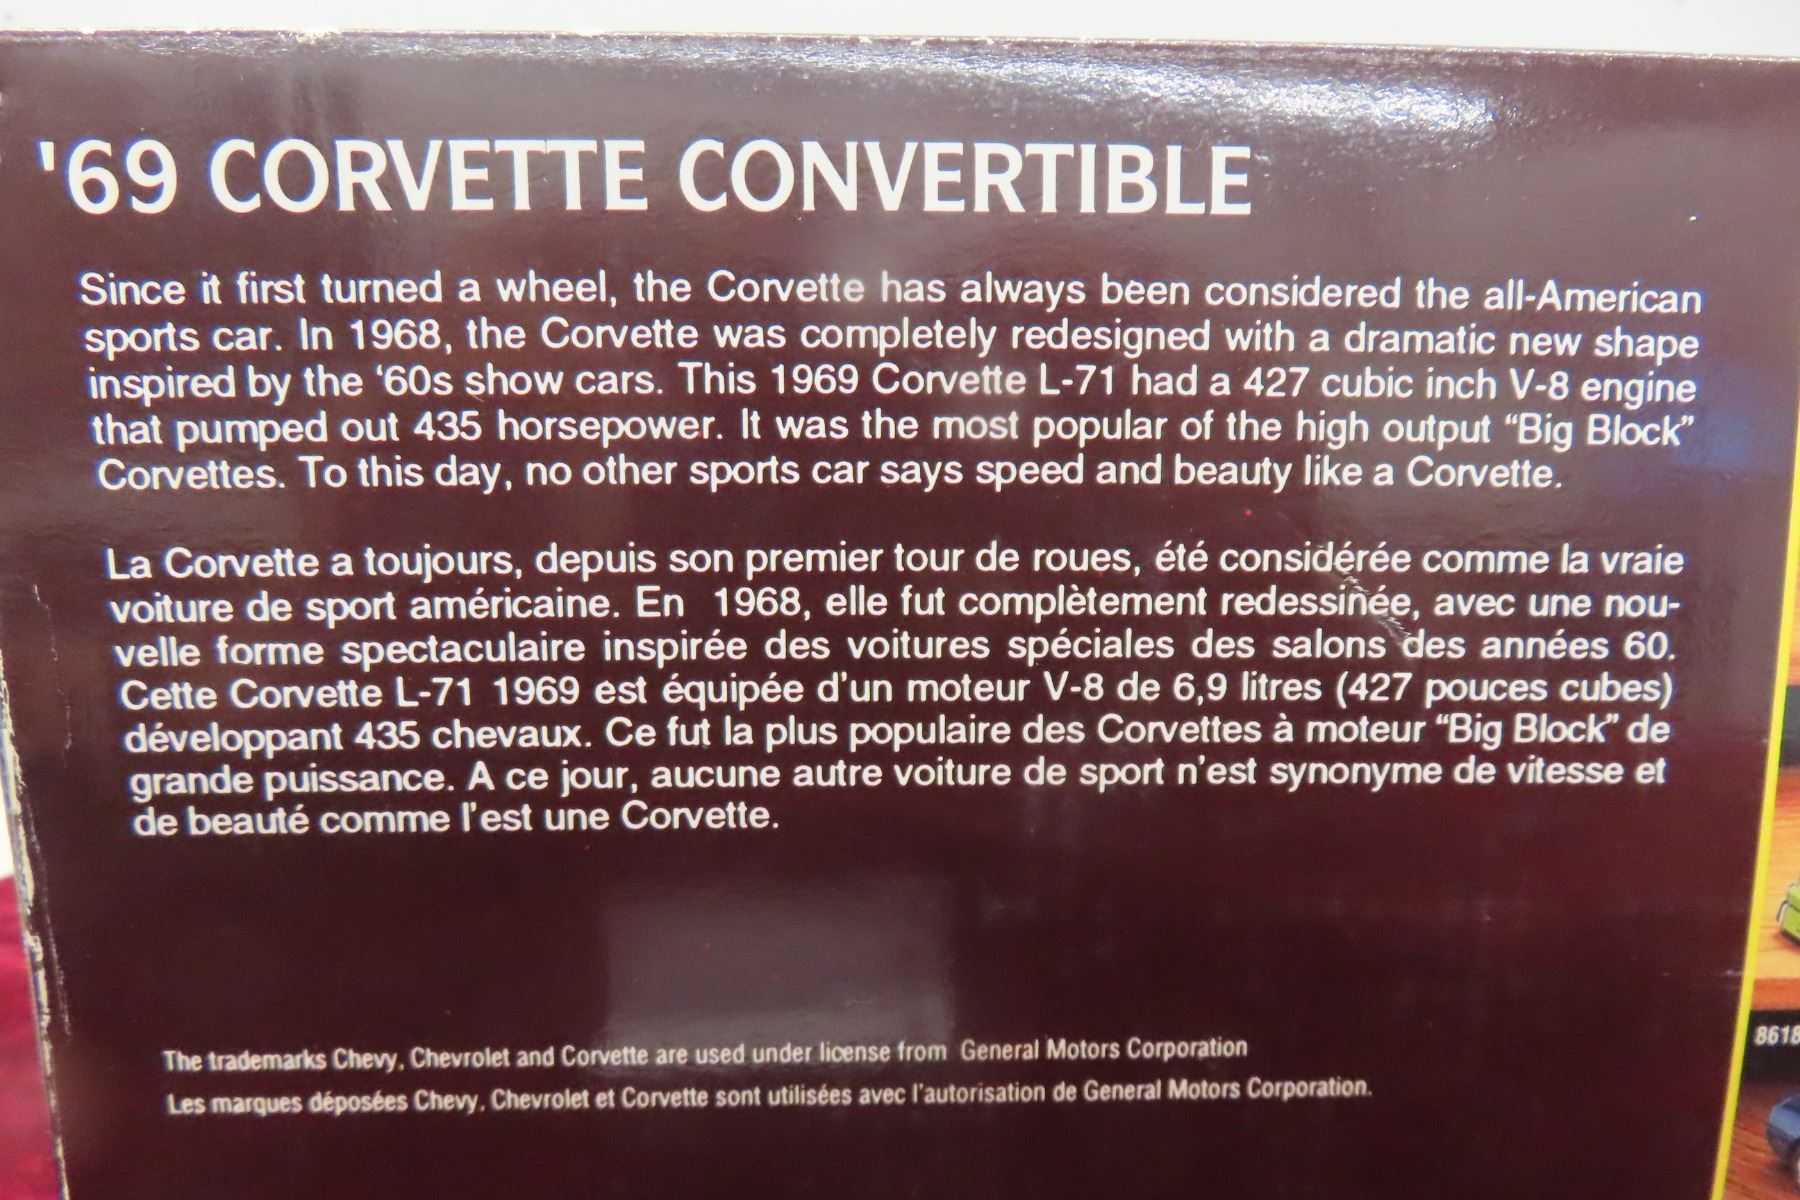 '69 CORVETTE CONVERTIBLE
Since it first turned a wheel, the Corvette has always been considered the all-American
sports car. In 1968, the Corvette was completely redesigned with a dramatic new shape
inspired by the ‘60s show cars. This 1969 Corvette L-71 had a 427 cubic inch V-8 engine
that pumped out 435 horsepower. It was the most popular of the high output “Big Block”
Corvettes. To this day, no other sports car says speed and beauty like a Corvette.
La Corvette a toujours, depuis son premier tour de roues, été considérée comme la vraie
voiture de sport américaine. En 1968, elle fut complètement redessinée, avec une nou-
velle forme spectaculaire inspirée des voitures spéciales des salons des années 60.
Cette Corvette L-71 1969 est équipée d'un moteur V-8 de 6,9 litres (427 pouces cubes)
développant 435 chevaux. Ce fut la plus populaire des Corvettes à moteur “Big Block” de
grande puissance. A ce jour, aucune autre voiture de sport n'est synonyme de vitesse et
de beauté comme l'est une Corvette.
The trademarks Chevy, Chevrolet and Corvette are used under license from General Motors Corporation
Les marques déposées Chevy, Chevrolet et Corvette sont utilisées avec l'autorisation de General Motors Corporation.
8618